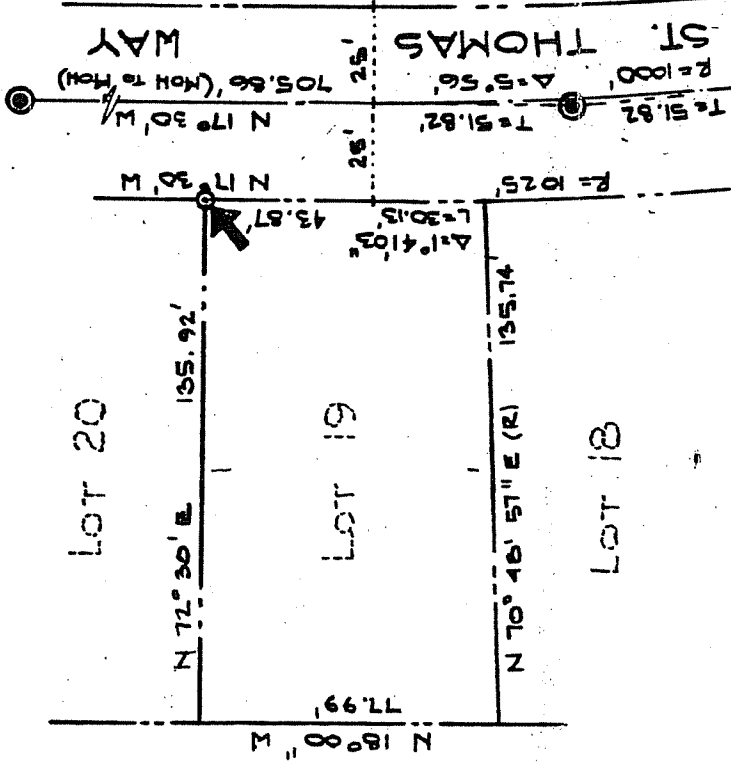 ST. THOMAS WAY
R=1000'
Δ=5°56'
705.86' (MON TO MON)
T=51.82
T=51.82'
N 17° 30' W
25'
25'
R=1025'
N 17° 30' W
L=30.13'
43.87'
Δ=1°41'03"
135.92'
N 72° 30' E
135.74
N 70° 48' 57" E (R)
LOT 20
LOT 19
LOT 18
77.99'
N 18° 00" W